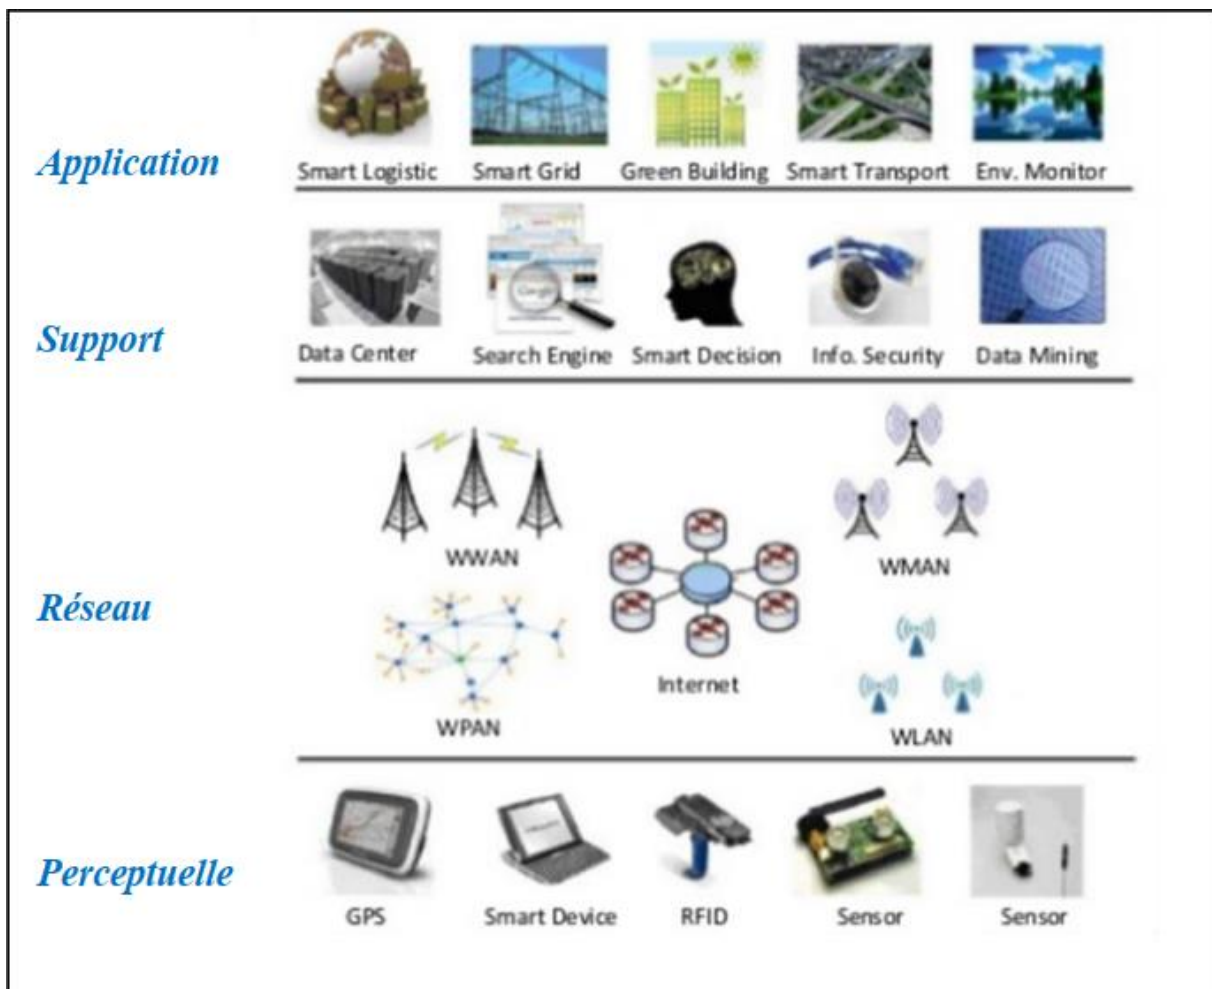 Application
Smart Logistic
Smart Grid
Green Building
Smart Transport
Env. Monitor
Support
Google
Data Center
Search Engine
Smart Decision
Info. Security
Data Mining
WWAN
WMAN
Réseau
Internet
WPAN
WLAN
Perceptuelle
GPS
Smart Device
RFID
Sensor
Sensor